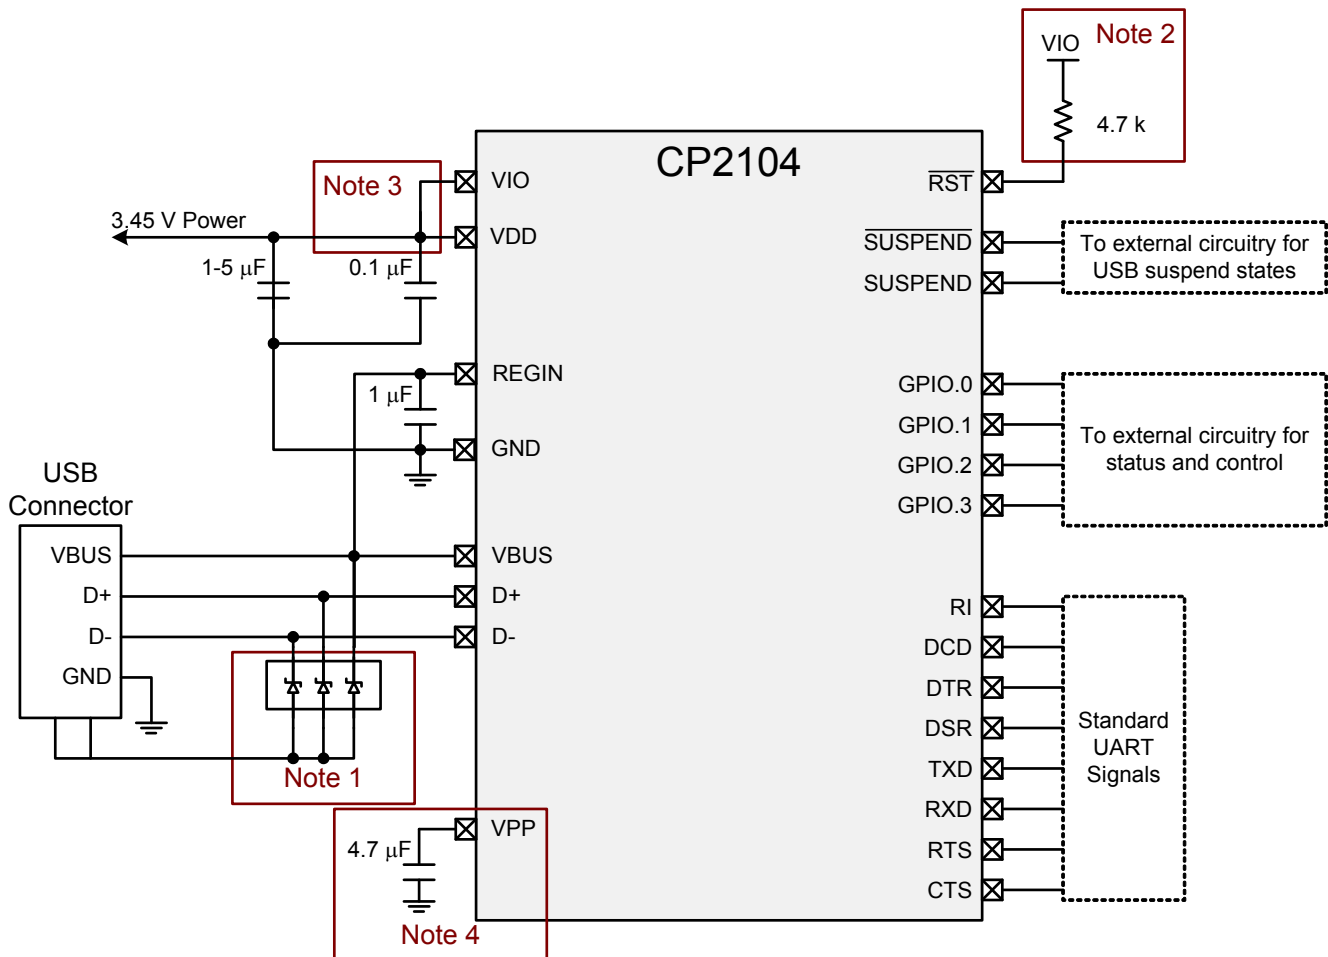 VIO
Note 2
4.7 k
CP2104
Note 3
VIO
RST
3.45 V Power
VDD
SUSPEND
To external circuitry for
USB suspend states
1-5 μF
0.1 μF
SUSPEND
REGIN
GPIO.0
1 μF
GPIO.1
To external circuitry for
status and control
GND
GPIO.2
GPIO.3
USB
Connector
VBUS
VBUS
D+
D+
RI
D-
D-
DCD
GND
DTR
DSR
Standard
UART
Signals
TXD
Note 1
RXD
VPP
4.7 μF
RTS
CTS
Note 4